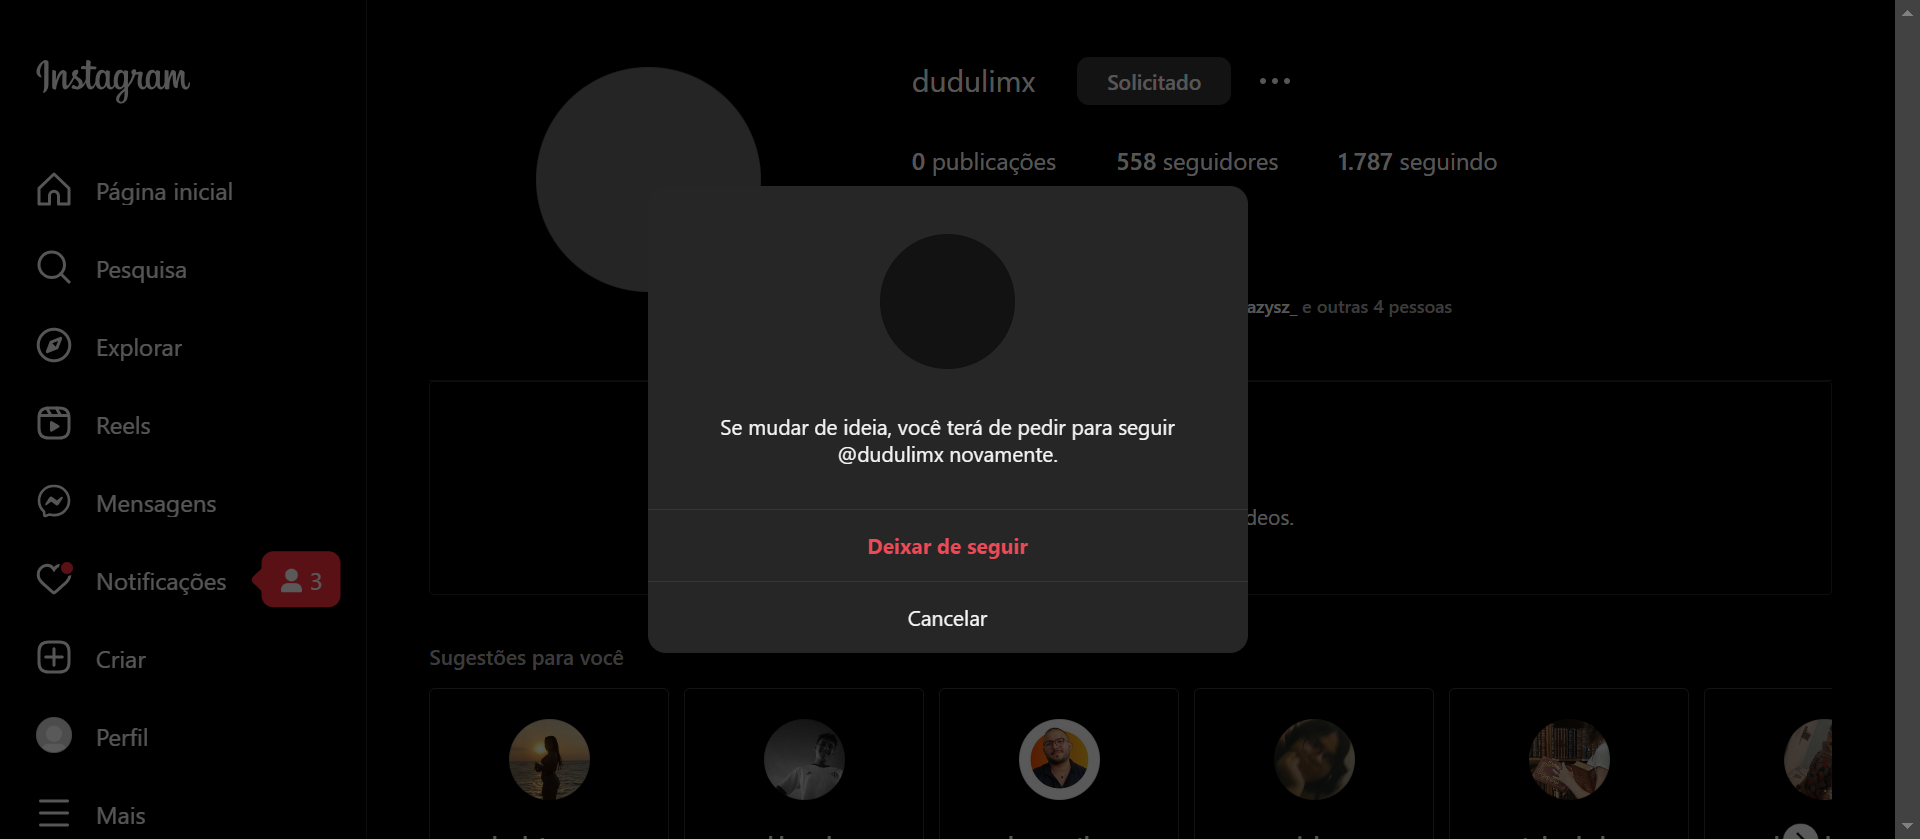 Instagram
Página inicial
Pesquisa
Explorar
Reels
Mensagens
Notificações
3
Criar
Perfil
Mais
dudulimx
Solicitado
0 publicações
558 seguidores
1.787 seguindo
azysz_ e outras 4 pessoas
Se mudar de ideia, você terá de pedir para seguir
@dudulimx novamente.
deos.
Deixar de seguir
Cancelar
Sugestões para você